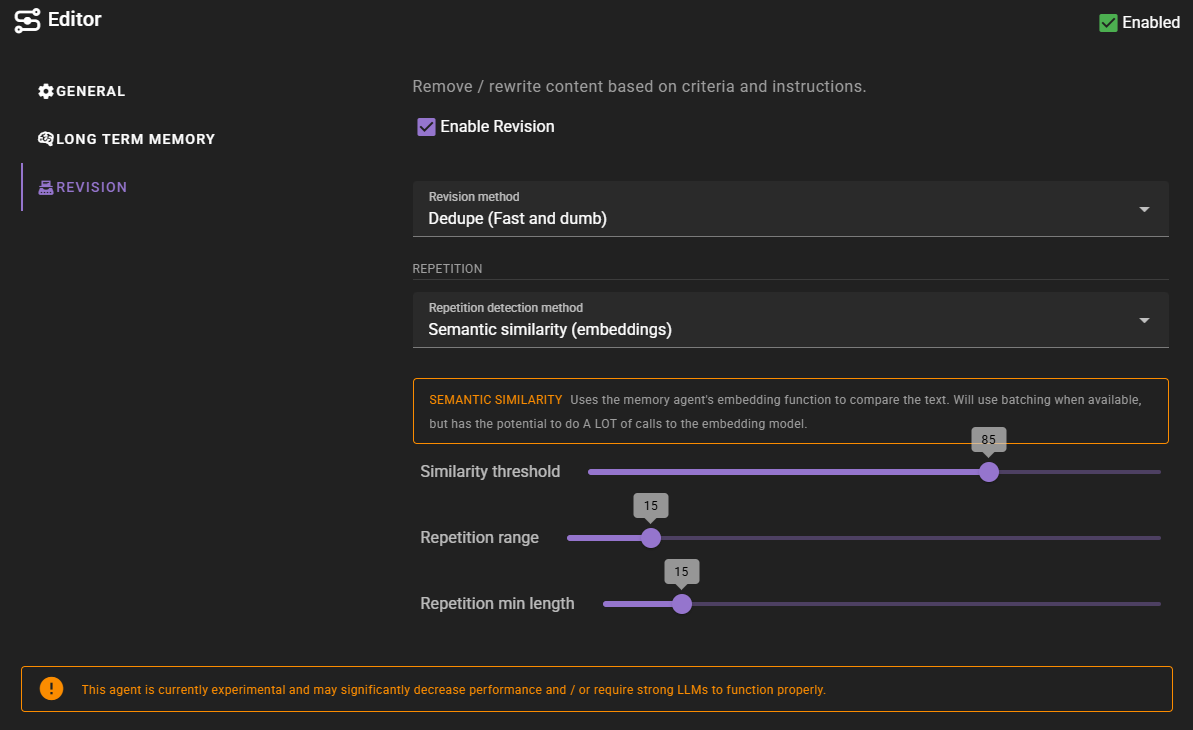 Editor
Enabled
GENERAL
LONG TERM MEMORY
REVISION
Remove / rewrite content based on criteria and instructions.
Enable Revision
Revision method
Dedupe (Fast and dumb)
REPETITION
Repetition detection method
Semantic similarity (embeddings)
SEMANTIC SIMILARITY Uses the memory agent's embedding function to compare the text. Will use batching when available,
but has the potential to do A LOT of calls to the embedding model.
85
Similarity threshold
15
Repetition range
15
Repetition min length
This agent is currently experimental and may significantly decrease performance and / or require strong LLMs to function properly.